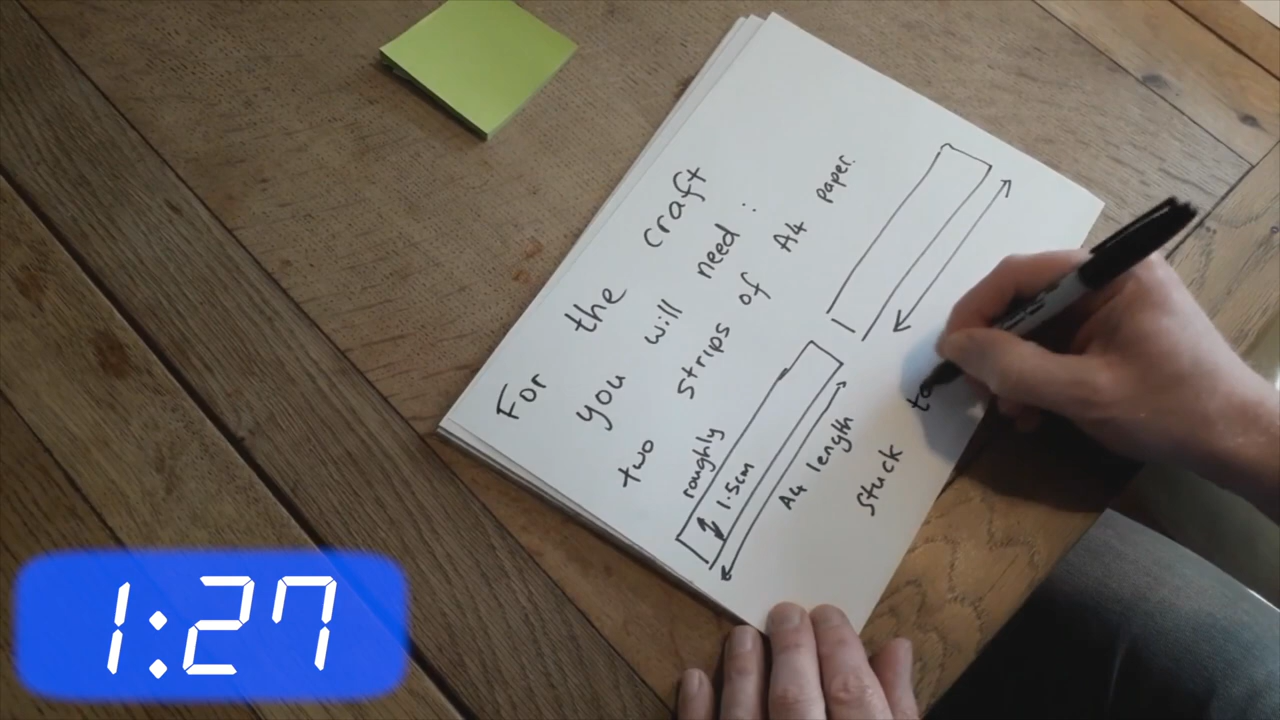 For the craft
you will need:
two strips of A4 paper.
roughly
1.5cm
A4 length
stuck to
1:27